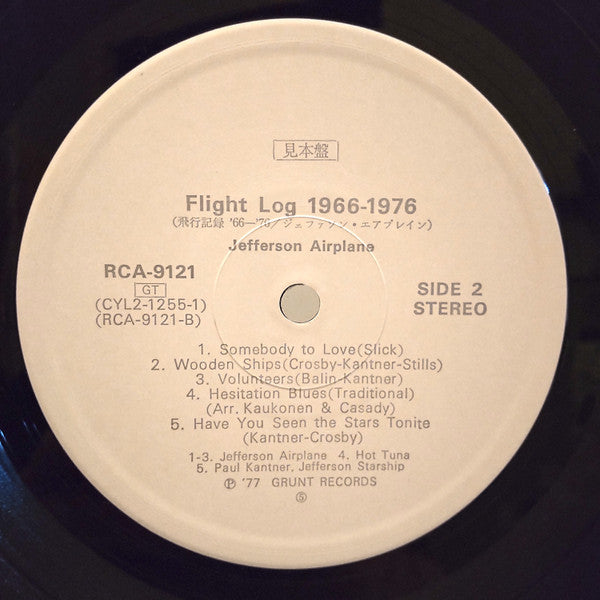 見本盤
Flight Log 1966-1976
(飛行記録 '66—'76/ジェファソン・エアプレイン)
Jefferson Airplane
RCA-9121
GT
(CYL2-1255-1)
(RCA-9121-B)
SIDE 2
STEREO
1. Somebody to Love(Slick)
2. Wooden Ships(Crosby-Kantner-Stills)
3. Volunteers(Balin-Kantner)
4. Hesitation Blues(Traditional)
(Arr. Kaukonen & Casady)
5. Have You Seen the Stars Tonite
(Kantner-Crosby)
1-3. Jefferson Airplane 4. Hot Tuna
5. Paul Kantner, Jefferson Starship
Ⓟ '77 GRUNT RECORDS
Ⓢ